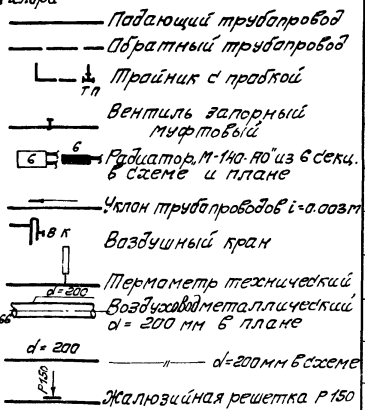 Падающий трубопровод
Обратный трубопровод
Тройник с пробкой
ТП
Вентиль запорный
муфтовый
6 6 Радиатор „М-140-АО" из 6 секц.
в схеме и плане
Уклон трубопроводов i=0.003м
ВК Воздушный кран
Термометр технический
d=200 Воздуховод металлический
d=200 мм в плане
d=200 d=200 мм в схеме
Р150 Жалюзийная решетка Р150